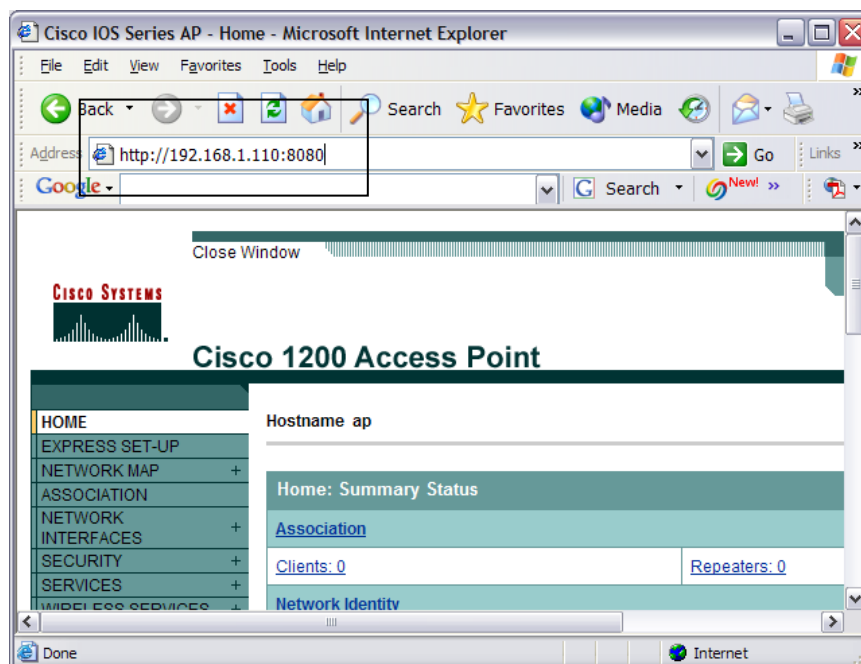 Cisco IOS Series AP - Home - Microsoft Internet Explorer
File Edit View Favorites Tools Help
Back Search Favorites Media »
Address http://192.168.1.110:8080 Go Links »
Google Search New! »
Close Window
CISCO SYSTEMS
Cisco 1200 Access Point
HOME
EXPRESS SET-UP
NETWORK MAP +
ASSOCIATION
NETWORK
INTERFACES +
SECURITY +
SERVICES +
WIRELESS SERVICES +
Hostname ap
Home: Summary Status
Association
Clients: 0 Repeaters: 0
Network Identity
Done Internet